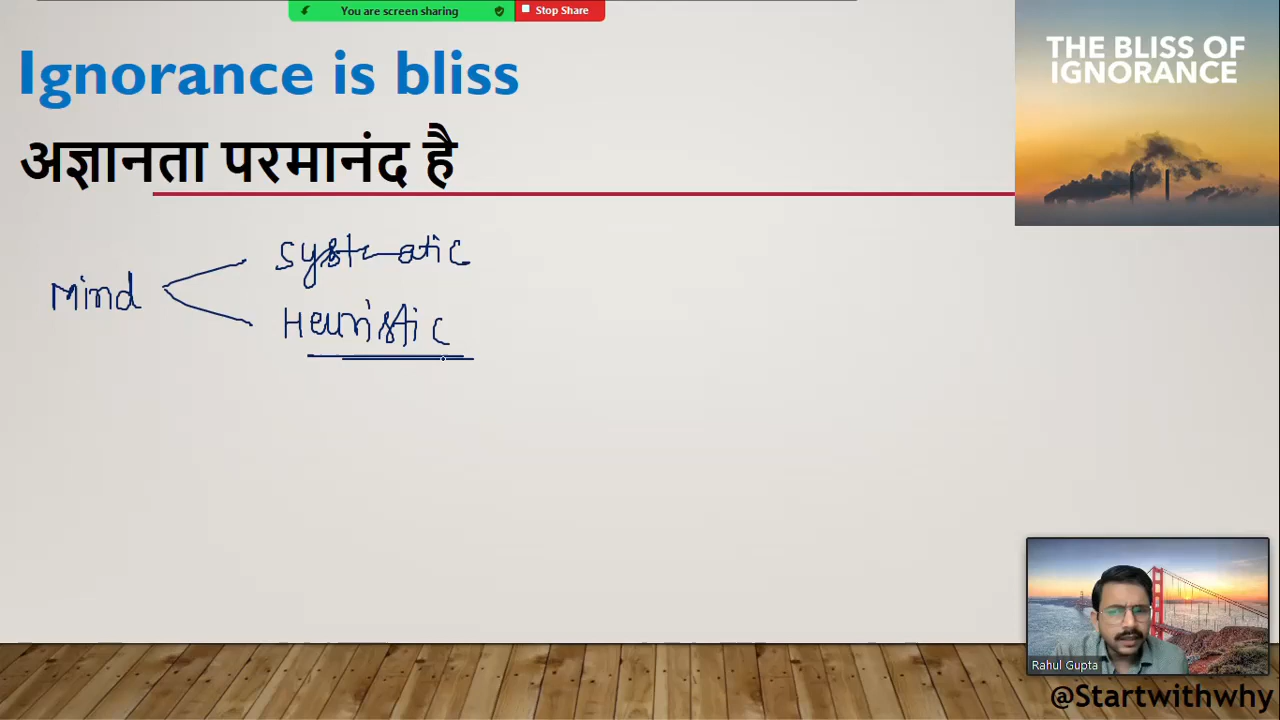 You are screen sharing
Stop Share
Ignorance is bliss
THE BLISS OF
IGNORANCE
अज्ञानता परमानंद है
Mind
Systematic
Heuristic
Rahul Gupta
@Startwithwhy